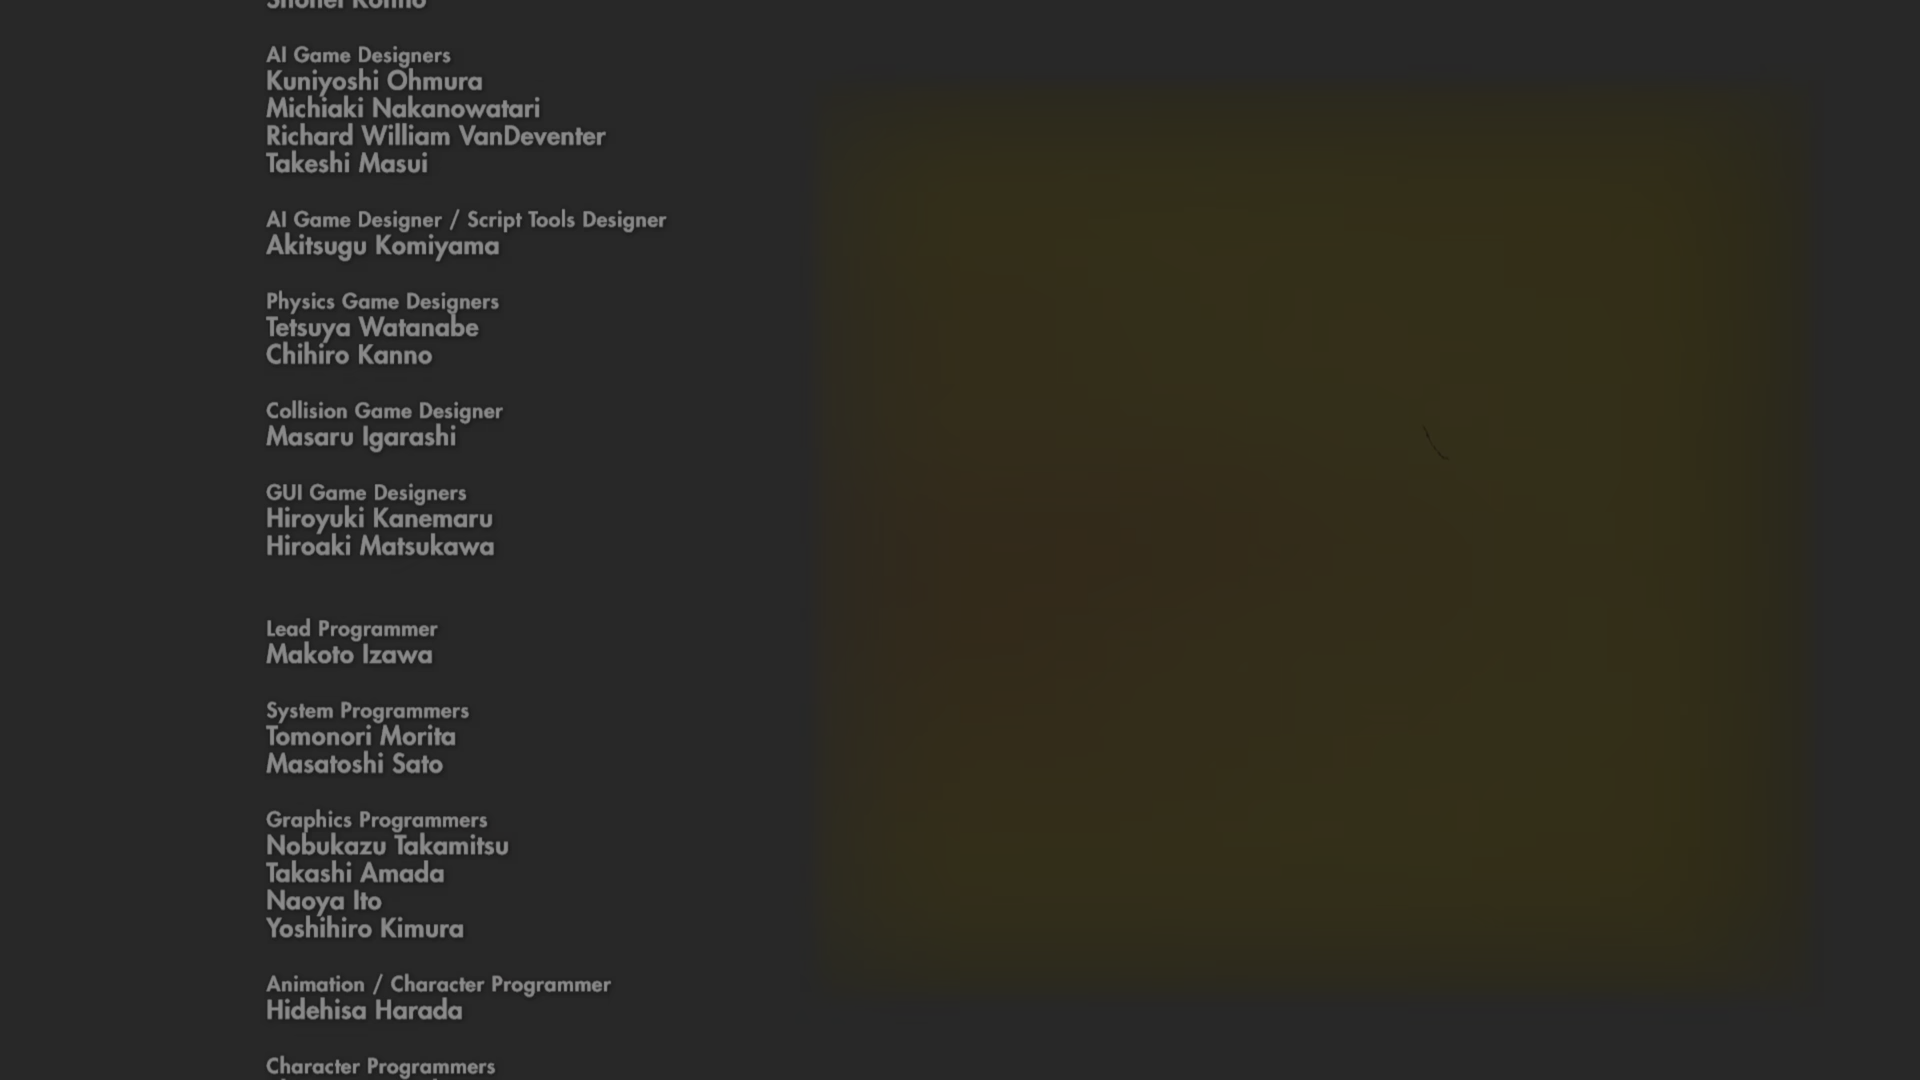 AI Game Designers
Kuniyoshi Ohmura
Michiaki Nakanowatari
Richard William VanDeventer
Takeshi Masui
AI Game Designer / Script Tools Designer
Akitsugu Komiyama
Physics Game Designers
Tetsuya Watanabe
Chihiro Kanno
Collision Game Designer
Masaru Igarashi
GUI Game Designers
Hiroyuki Kanemaru
Hiroaki Matsukawa
Lead Programmer
Makoto Izawa
System Programmers
Tomonori Morita
Masatoshi Sato
Graphics Programmers
Nobukazu Takamitsu
Takashi Amada
Naoya Ito
Yoshihiro Kimura
Animation / Character Programmer
Hidehisa Harada
Character Programmers